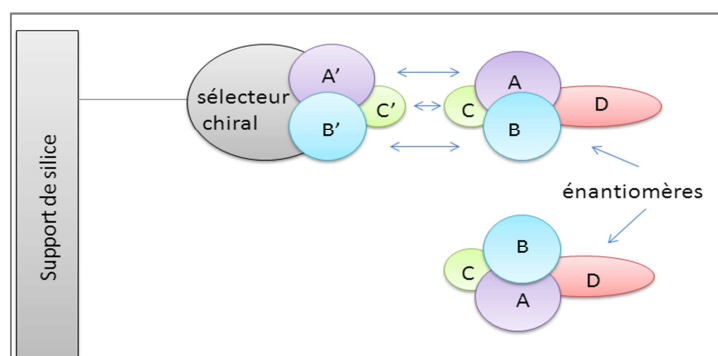 Support de silice
sélecteur
chiral
A’
B’
C’
A
B
C
D
énantiomères
B
C
A
D